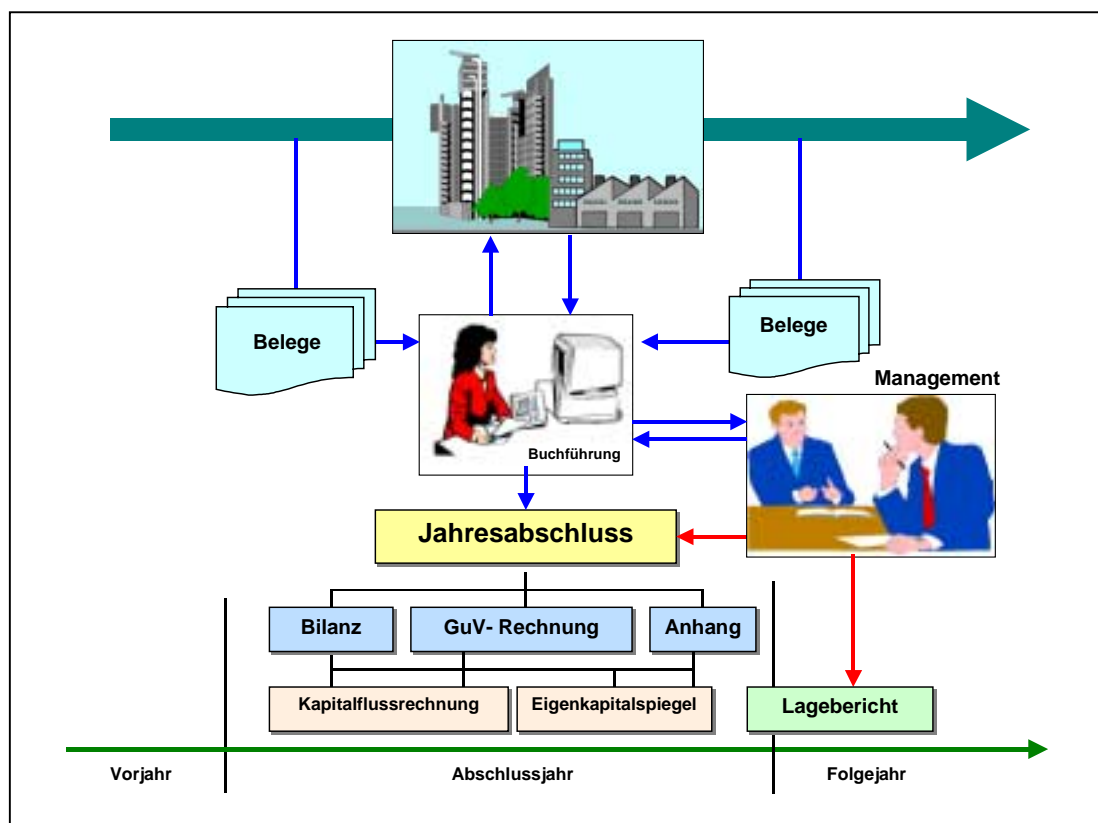 Belege
Belege
Management
Buchführung
Jahresabschluss
Bilanz
GuV- Rechnung
Anhang
Kapitalflussrechnung
Eigenkapitalspiegel
Lagebericht
Vorjahr
Abschlussjahr
Folgejahr